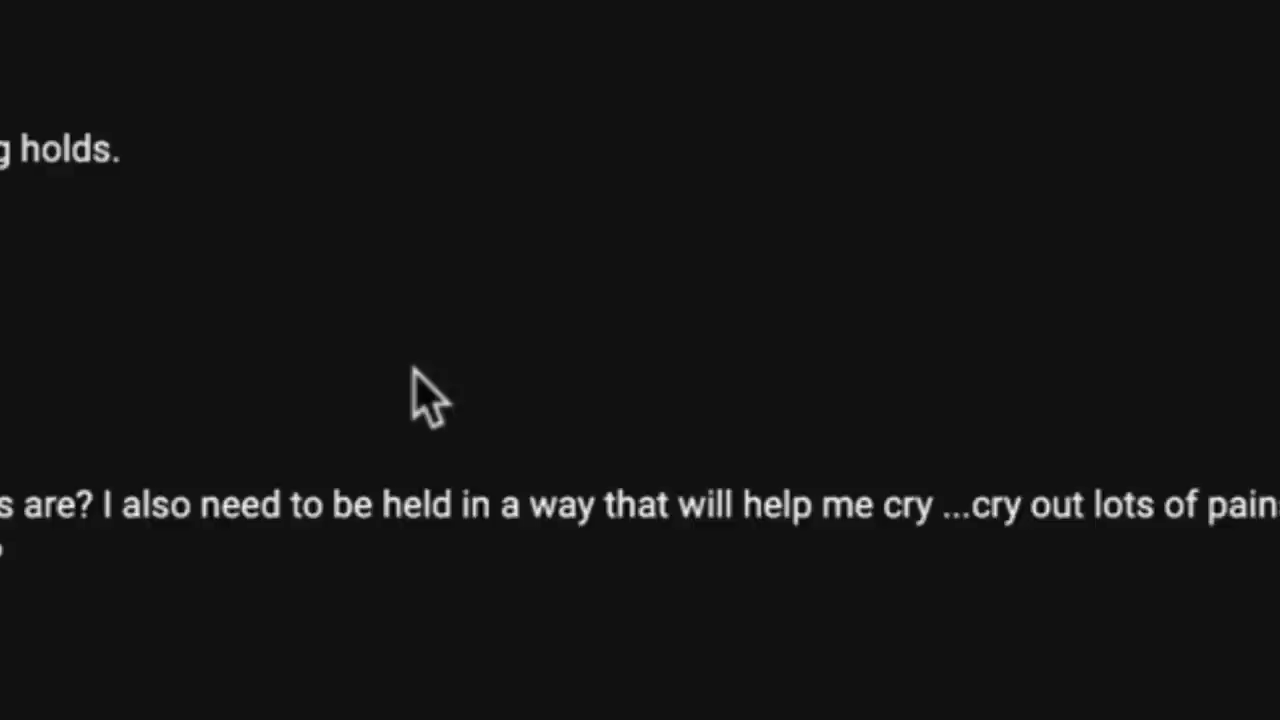 g holds.
s are? I also need to be held in a way that will help me cry ...cry out lots of pain